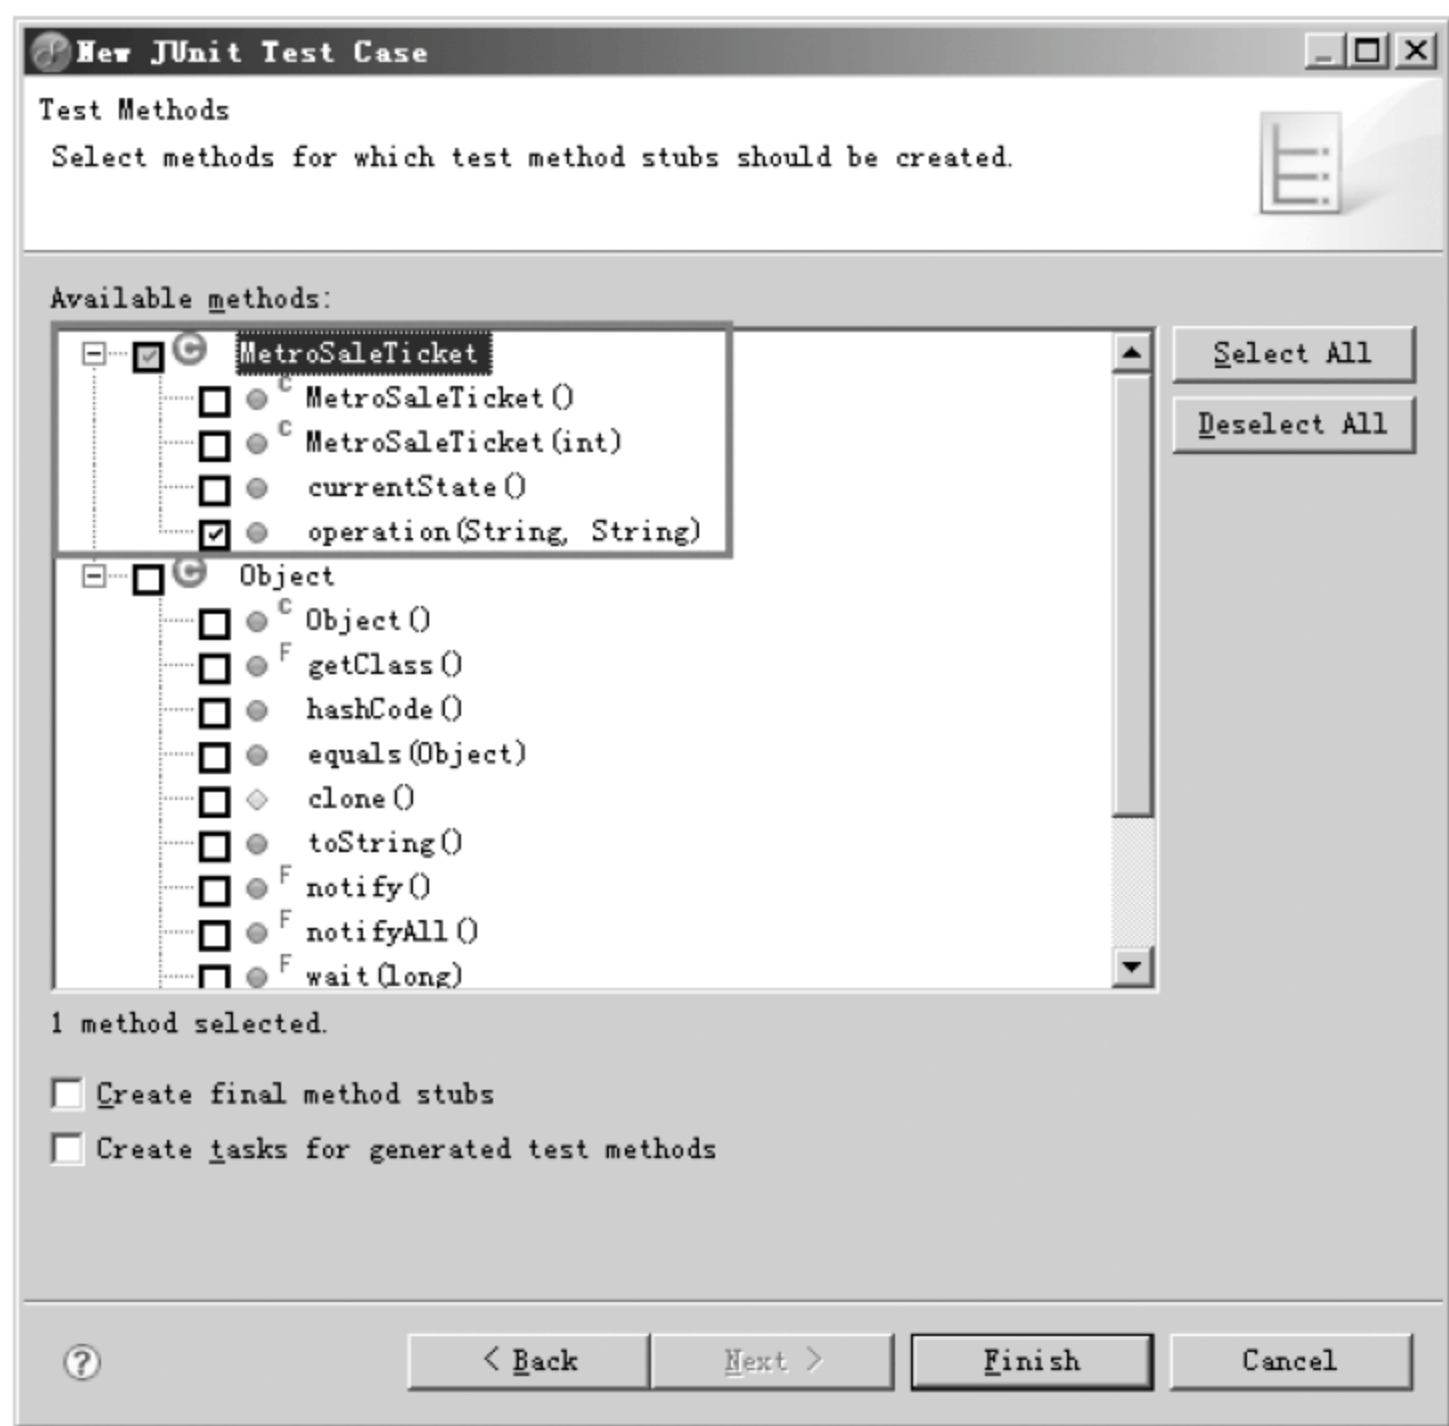 New JUnit Test Case
Test Methods
Select methods for which test method stubs should be created.
Available methods:
MetroSaleTicket
MetroSaleTicket()
MetroSaleTicket(int)
currentState()
operation(String, String)
Object
Object()
getClass()
hashCode()
equals(Object)
clone()
toString()
notify()
notifyAll()
wait(long)
Select All
Deselect All
1 method selected.
Create final method stubs
Create tasks for generated test methods
< Back
Next >
Finish
Cancel